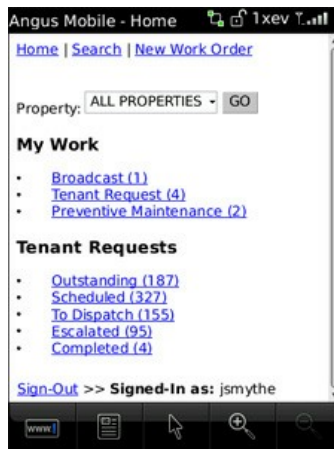 Angus Mobile - Home 1xev
Home | Search | New Work Order
Property: ALL PROPERTIES GO
My Work
• Broadcast (1)
• Tenant Request (4)
• Preventive Maintenance (2)
Tenant Requests
• Outstanding (187)
• Scheduled (327)
• To Dispatch (155)
• Escalated (95)
• Completed (4)
Sign-Out >> Signed-In as: jsmythe
www.